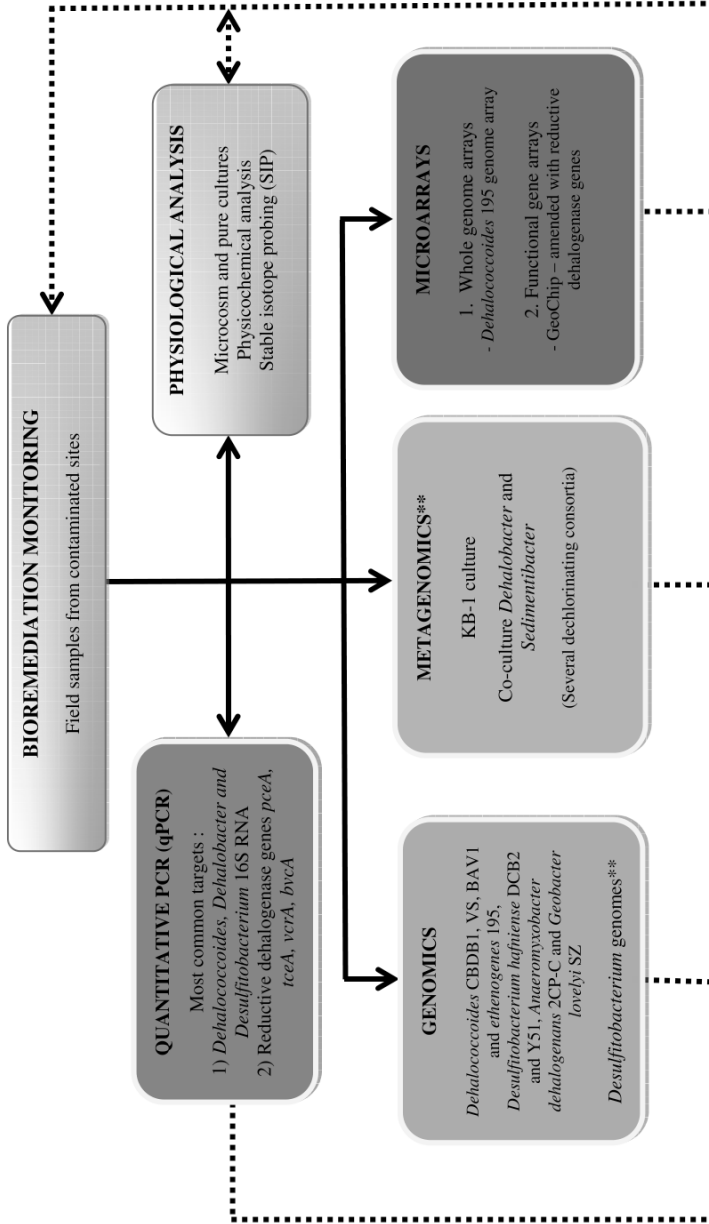 BIOREMEDIATION MONITORING
Field samples from contaminated sites
QUANTITATIVE PCR (qPCR)
Most common targets :
1) Dehalococcoides, Dehalobacter and
Desulfitobacterium 16S RNA
2) Reductive dehalogenase genes pceA,
tceA, vcrA, bvcA
PHYSIOLOGICAL ANALYSIS
Microcosm and pure cultures
Physicochemical analysis
Stable isotope probing (SIP)
GENOMICS
Dehalococcoides CBDB1, VS, BAV1
and ethenogenes 195,
Desulfitobacterium hafniense DCB2
and Y51, Anaeromyxobacter
dehalogenans 2CP-C and Geobacter
lovelyi SZ
Desulfitobacterium genomes**
METAGENOMICS**
KB-1 culture
Co-culture Dehalobacter and
Sedimentibacter
(Several dechlorinating consortia)
MICROARRAYS
1. Whole genome arrays
- Dehalococcoides 195 genome array
2. Functional gene arrays
- GeoChip – amended with reductive
dehalogenase genes